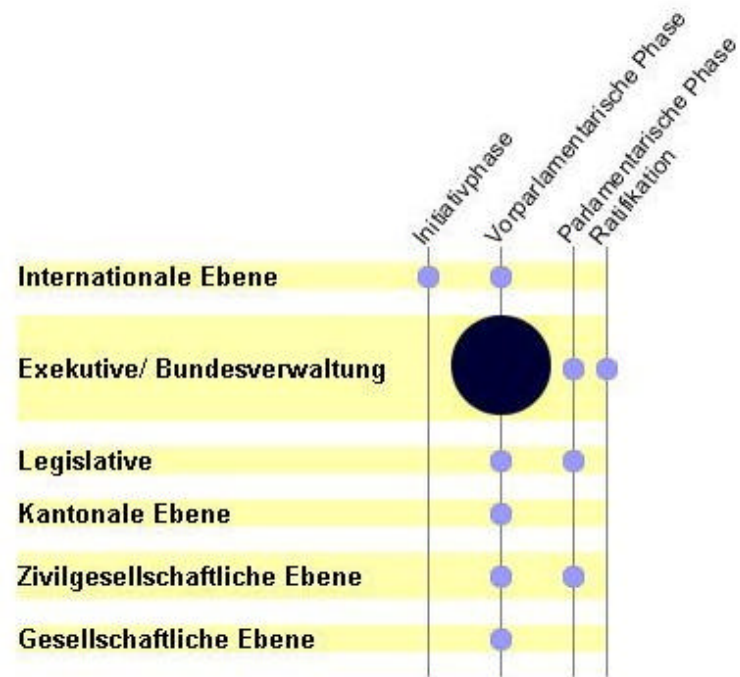 Initiativphase
Vorparlamentarische Phase
Parlamentarische Phase
Ratifikation
Internationale Ebene
Exekutive/ Bundesverwaltung
Legislative
Kantonale Ebene
Zivilgesellschaftliche Ebene
Gesellschaftliche Ebene